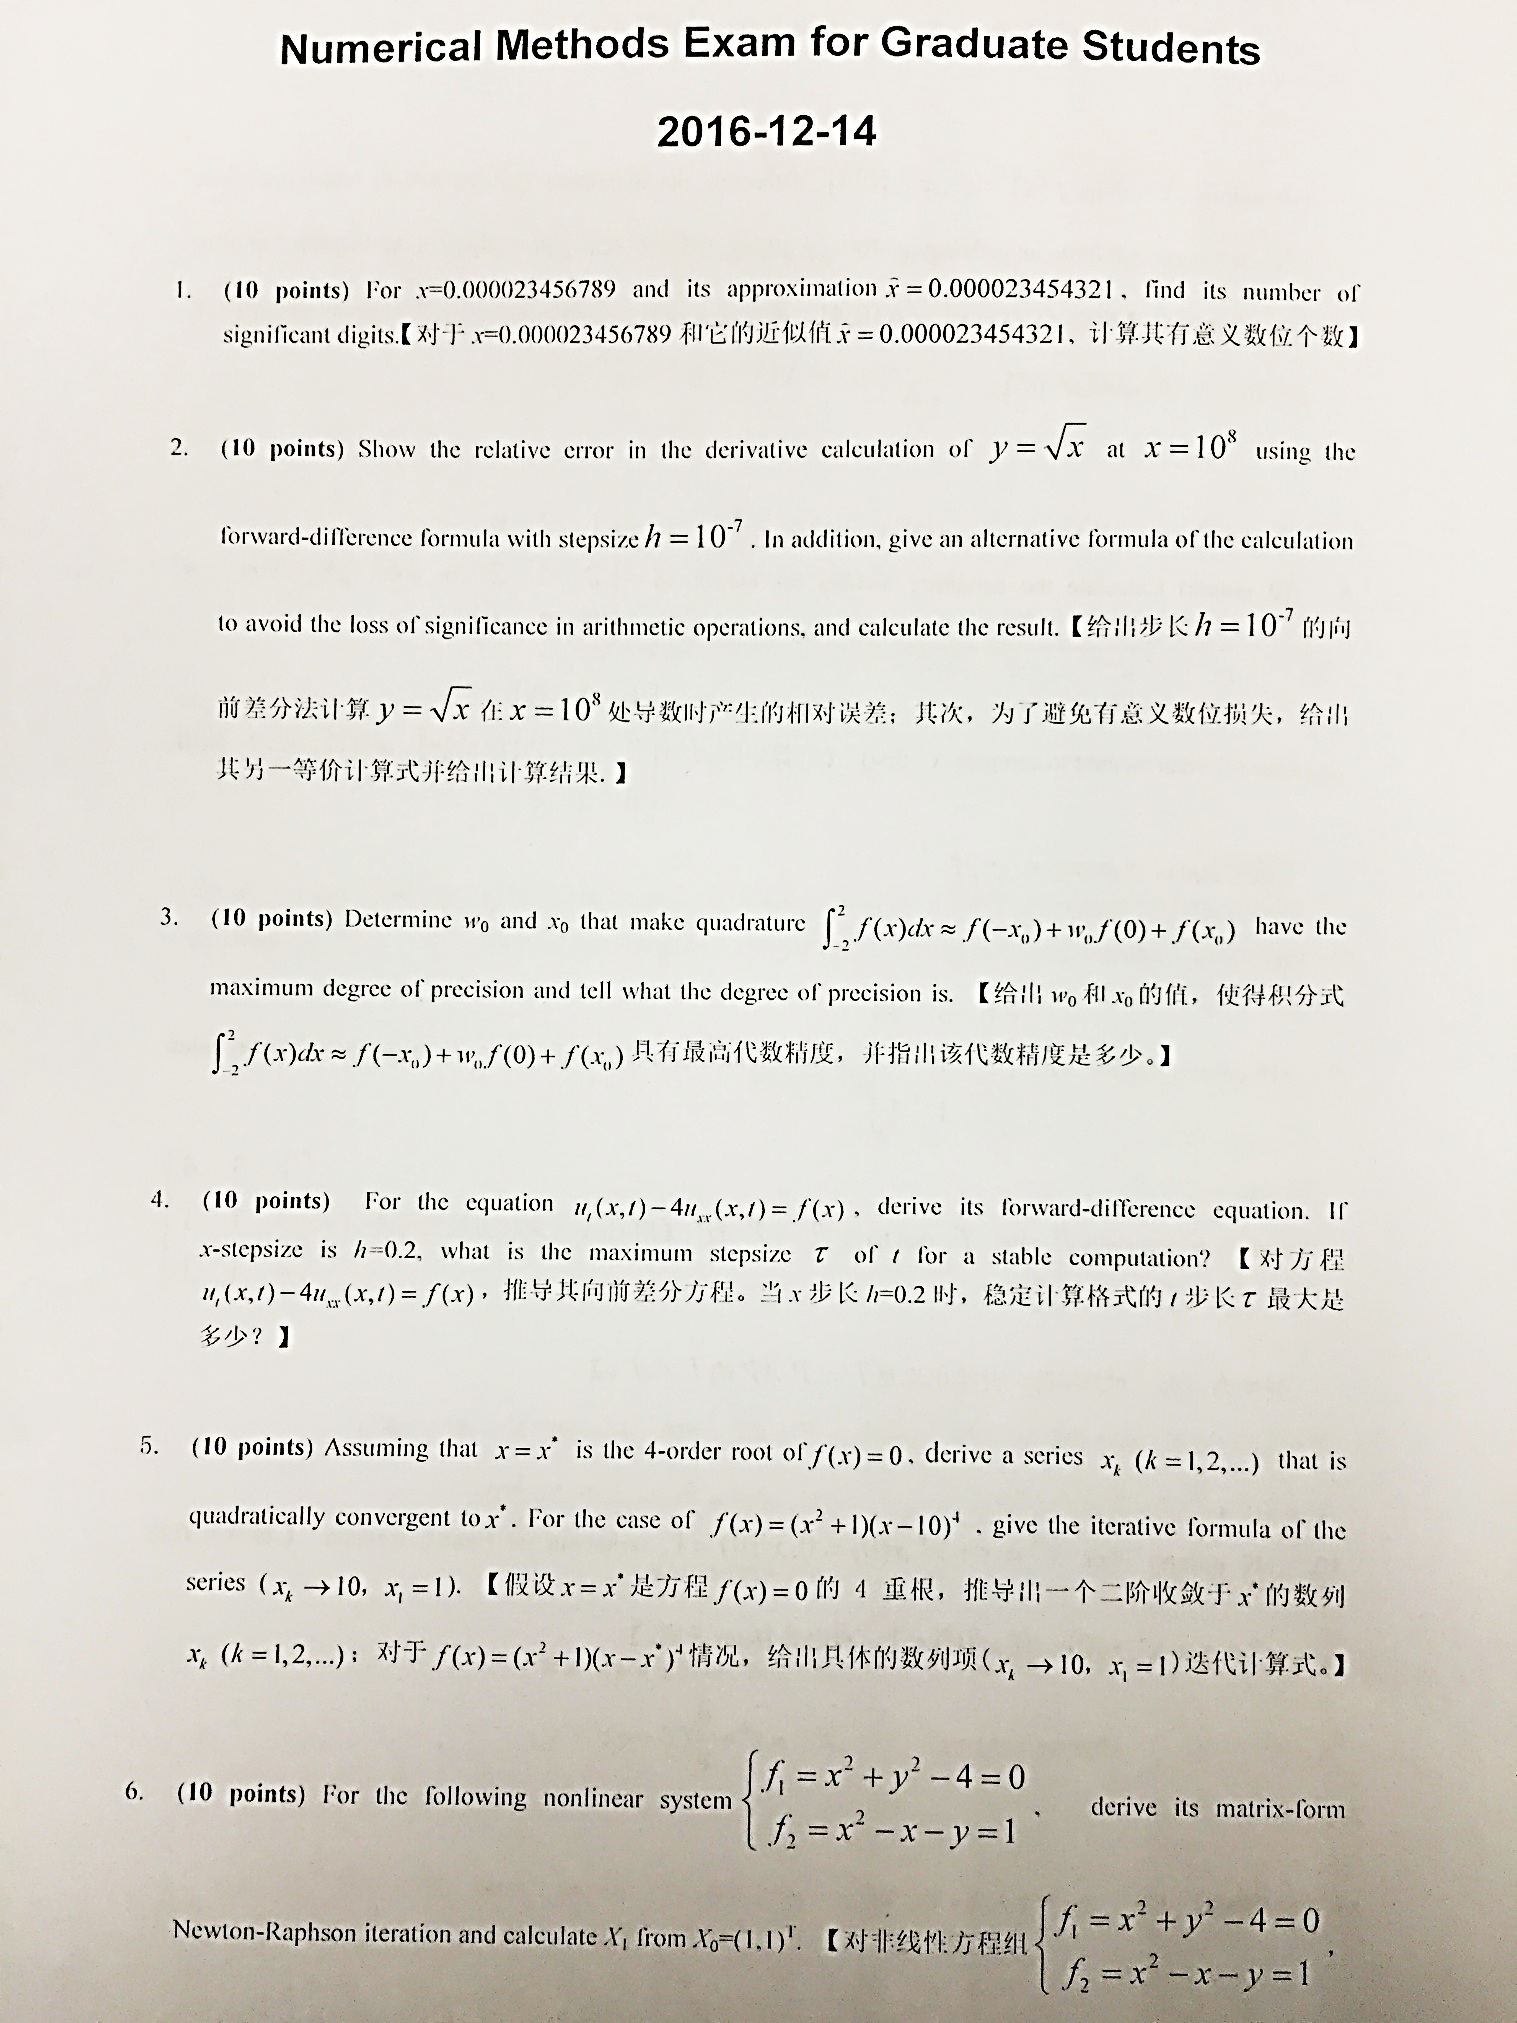 Numerical Methods Exam for Graduate Students
2016-12-14
1. (10 points) For x=0.000023456789 and its approximation x̄ = 0.000023454321, find its number of
significant digits.【对于 x=0.000023456789 和它的近似值 x̄ = 0.000023454321, 计算其有意义数位个数】
2. (10 points) Show the relative error in the derivative calculation of y = √x at x = 10⁸ using the
forward-difference formula with stepsize h = 10⁻⁷. In addition, give an alternative formula of the calculation
to avoid the loss of significance in arithmetic operations, and calculate the result.【给出步长 h = 10⁻⁷ 的向
前差分法计算 y = √x 在 x = 10⁸ 处导数时产生的相对误差；其次，为了避免有意义数位损失，给出
其另一等价计算式并给出计算结果.】
3. (10 points) Determine w₀ and x₀ that make quadrature ∫₋₂² f(x)dx ≈ f(−x₀) + w₀f(0) + f(x₀) have the
maximum degree of precision and tell what the degree of precision is. 【给出 w₀ 和 x₀ 的值，使得积分式
∫₋₂² f(x)dx ≈ f(−x₀) + w₀f(0) + f(x₀) 具有最高代数精度，并指出该代数精度是多少。】
4. (10 points) For the equation uₜ(x,t) − 4uₓₓ(x,t) = f(x), derive its forward-difference equation. If
x-stepsize is h=0.2, what is the maximum stepsize τ of t for a stable computation? 【对方程
uₜ(x,t) − 4uₓₓ(x,t) = f(x)，推导其向前差分方程。当 x 步长 h=0.2 时，稳定计算格式的 t 步长 τ 最大是
多少？】
5. (10 points) Assuming that x = x* is the 4-order root of f(x) = 0, derive a series xₖ (k = 1,2,...) that is
quadratically convergent to x*. For the case of f(x) = (x² + 1)(x − 10)⁴, give the iterative formula of the
series (xₖ → 10, x₁ = 1). 【假设 x = x* 是方程 f(x) = 0 的 4 重根，推导出一个二阶收敛于 x* 的数列
xₖ (k = 1,2,...)；对于 f(x) = (x² + 1)(x − x*)⁴ 情况，给出具体的数列项(xₖ → 10, x₁ = 1)迭代计算式。】
6. (10 points) For the following nonlinear system { f₁ = x² + y² − 4 = 0
f₂ = x² − x − y = 1 , derive its matrix-form
Newton-Raphson iteration and calculate X₁ from X₀=(1,1)ᵀ. 【对非线性方程组 { f₁ = x² + y² − 4 = 0
f₂ = x² − x − y = 1 ，